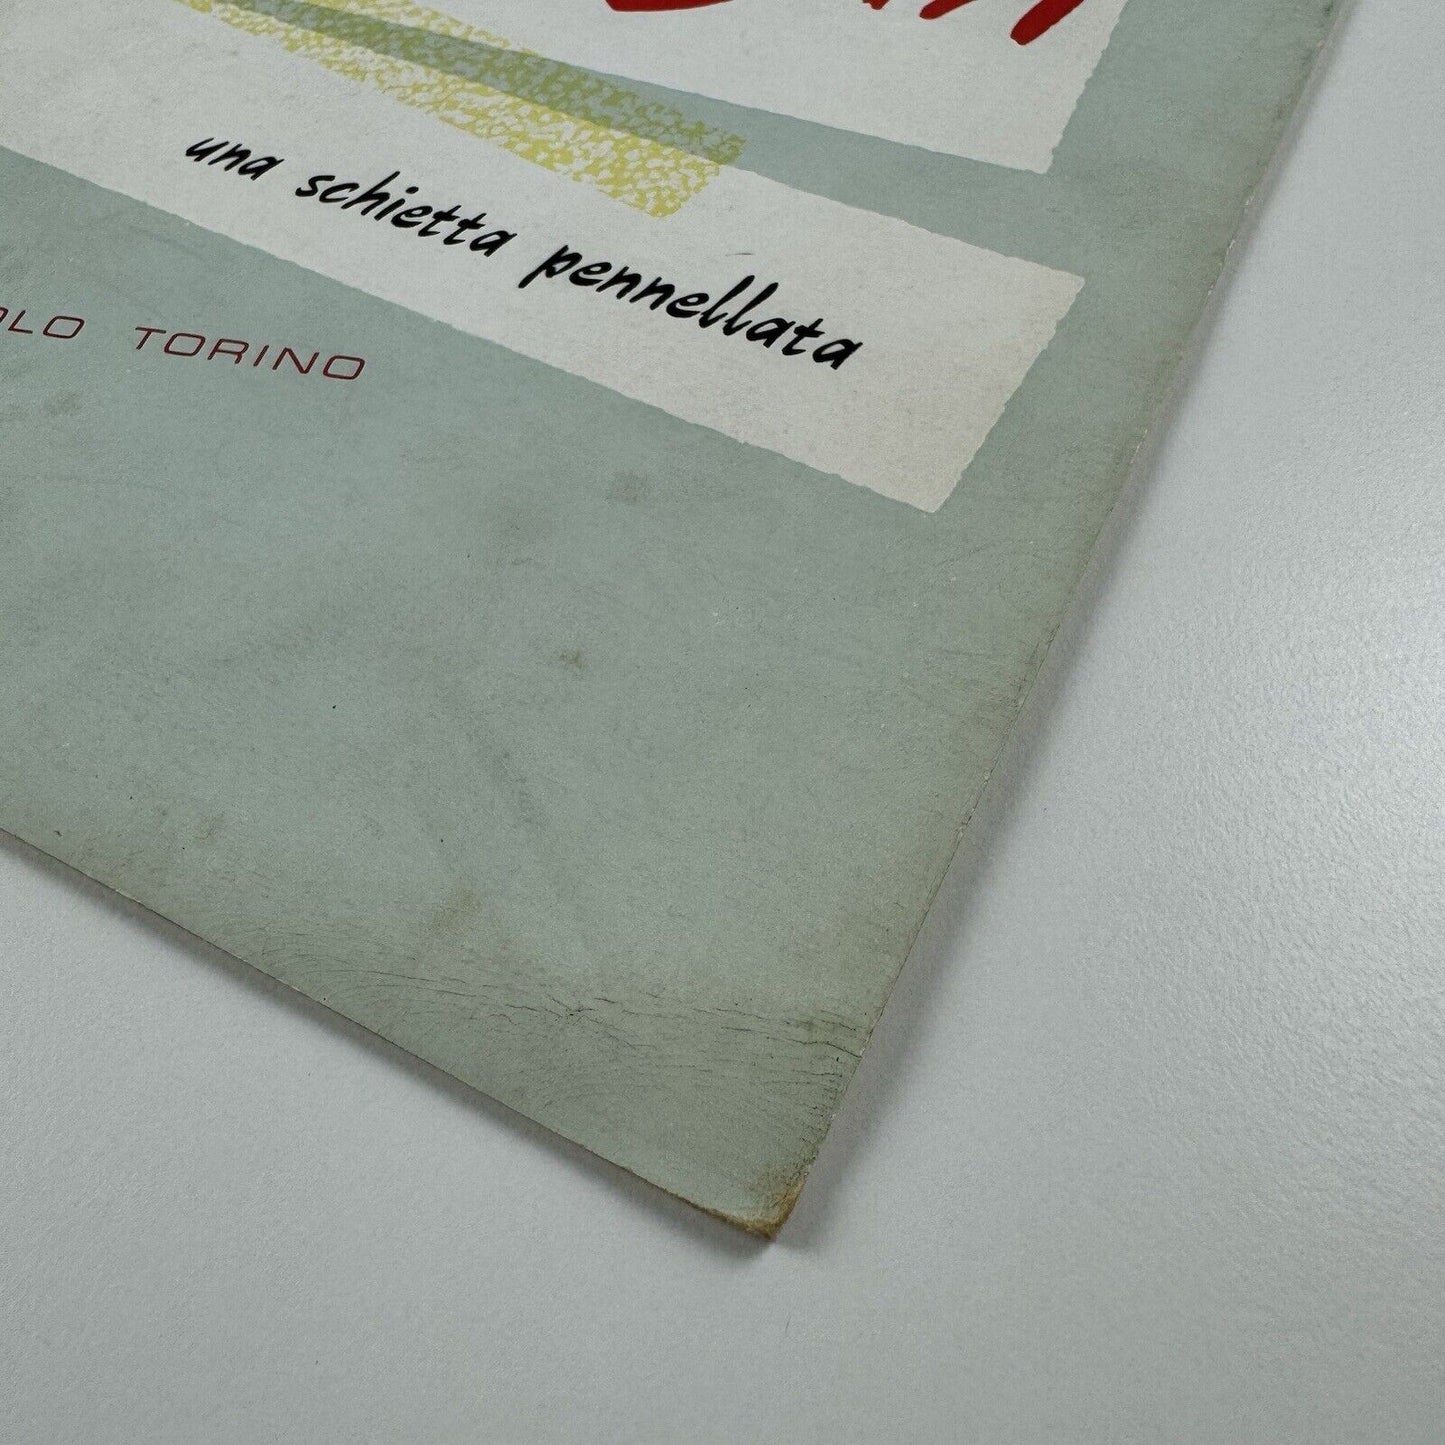 una schietta pennellata
TORINO